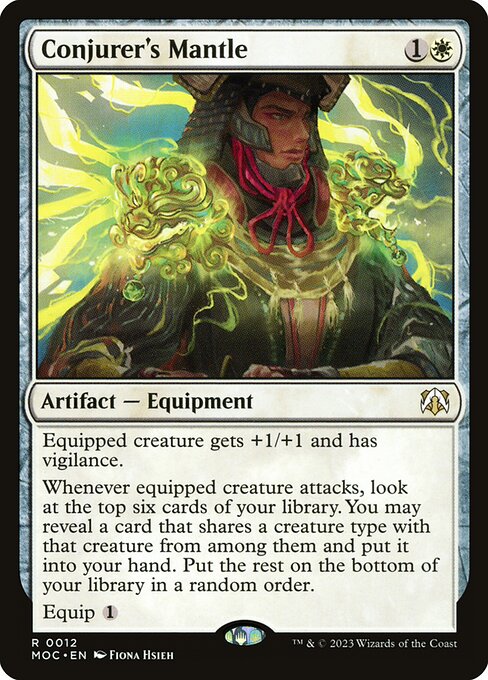 Conjurer's Mantle 1
Artifact — Equipment
Equipped creature gets +1/+1 and has
vigilance.
Whenever equipped creature attacks, look
at the top six cards of your library. You may
reveal a card that shares a creature type with
that creature from among them and put it
into your hand. Put the rest on the bottom of
your library in a random order.
Equip 1
R 0012
MOC • EN Fiona Hsieh
™ & © 2023 Wizards of the Coast